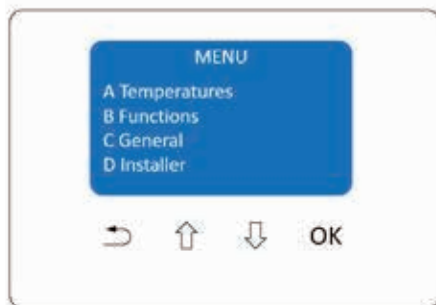 MENU
A Temperatures
B Functions
C General
D Installer
OK